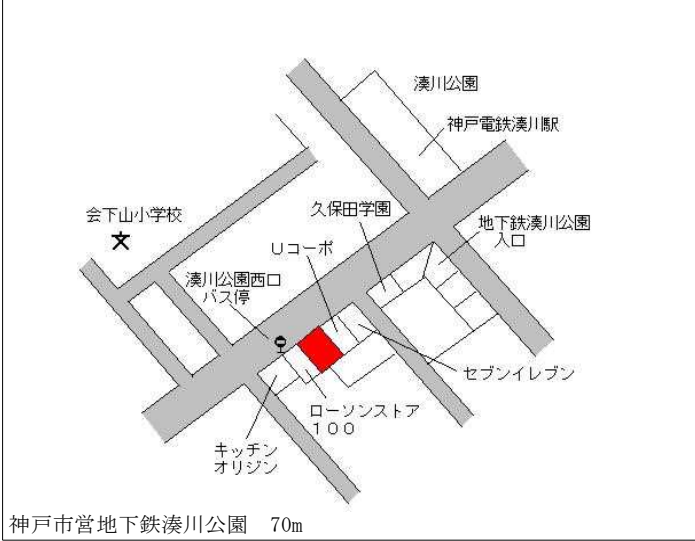 湊川公園
神戸電鉄湊川駅
久保田学園
会下山小学校
地下鉄湊川公園
入口
Uコーポ
湊川公園西口
バス停
セブンイレブン
ローソンストア
100
キッチン
オリジン
神戸市営地下鉄湊川公園 70m